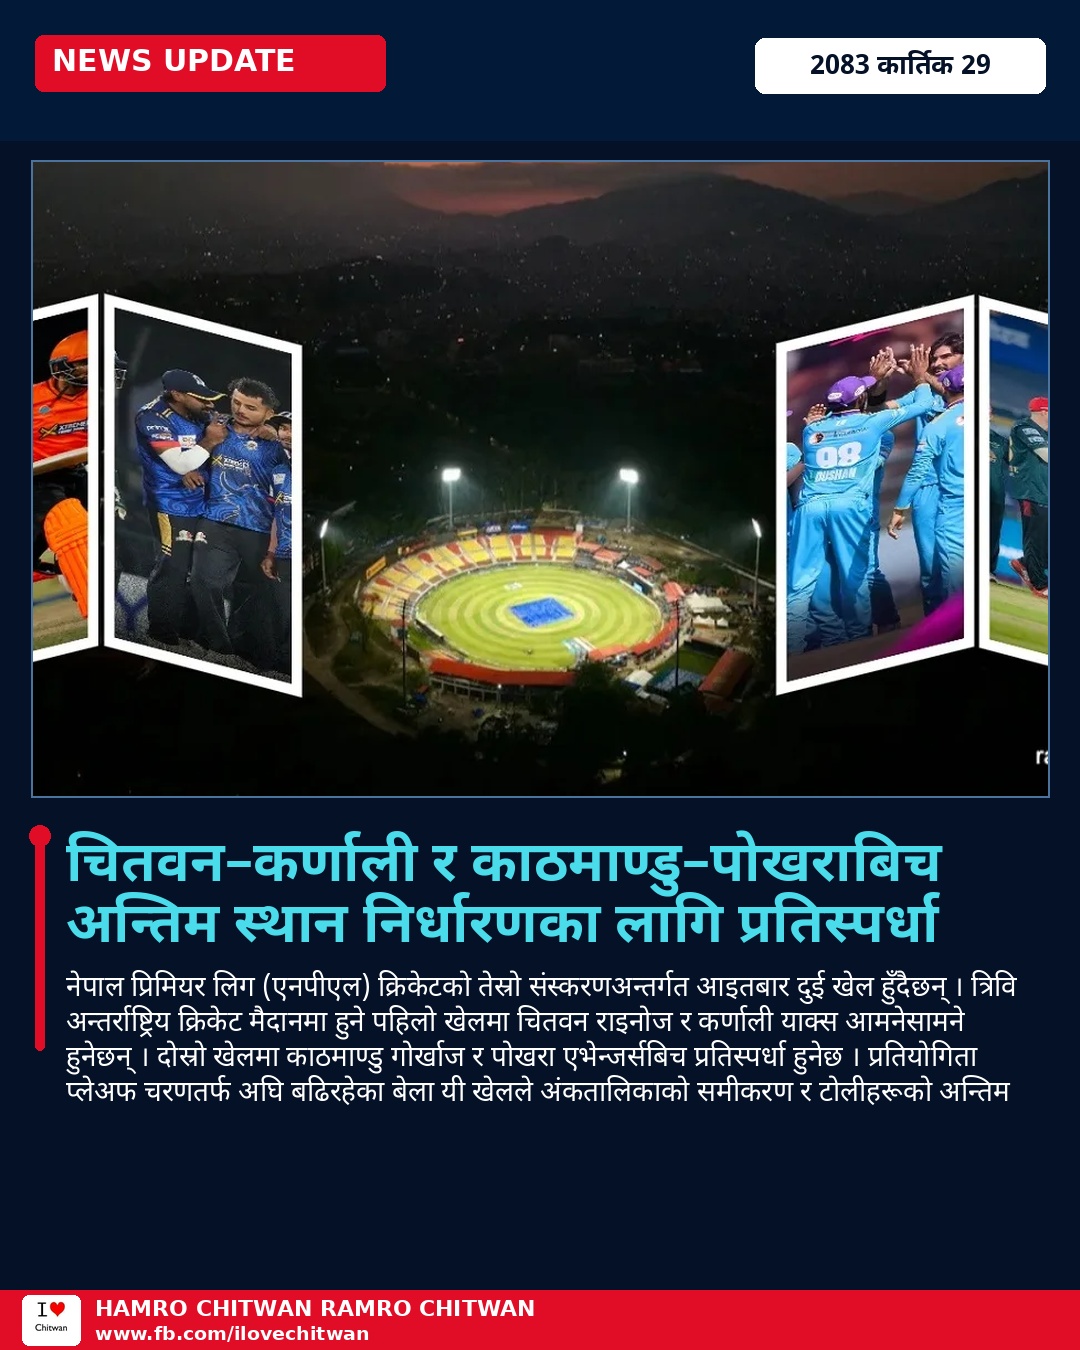 NEWS UPDATE
2083 कार्तिक 29
98
DUSHAN
चितवन–कर्णाली र काठमाण्डु–पोखराबिच
अन्तिम स्थान निर्धारणका लागि प्रतिस्पर्धा
नेपाल प्रिमियर लिग (एनपीएल) क्रिकेटको तेस्रो संस्करणअन्तर्गत आइतबार दुई खेल हुँदैछन् । त्रिवि
अन्तर्राष्ट्रिय क्रिकेट मैदानमा हुने पहिलो खेलमा चितवन राइनोज र कर्णाली याक्स आमनेसामने
हुनेछन् । दोस्रो खेलमा काठमाण्डु गोर्खाज र पोखरा एभेन्जर्सबिच प्रतिस्पर्धा हुनेछ । प्रतियोगिता
प्लेअफ चरणतर्फ अघि बढिरहेका बेला यी खेलले अंकतालिकाको समीकरण र टोलीहरूको अन्तिम
I ♥
Chitwan
HAMRO CHITWAN RAMRO CHITWAN
www.fb.com/ilovechitwan